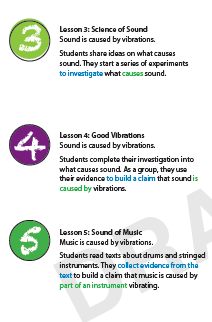 3
Lesson 3: Science of Sound
Sound is caused by vibrations.
Students share ideas on what causes
sound. They start a series of experiments
to investigate what causes sound.
4
Lesson 4: Good Vibrations
Sound is caused by vibrations.
Students complete their investigation into
what causes sound. As a group, they use
their evidence to build a claim that sound is
caused by vibrations.
5
Lesson 5: Sound of Music
Music is caused by vibrations.
Students read texts about drums and stringed
instruments. They collect evidence from the
text to build a claim that music is caused by
part of an instrument vibrating.